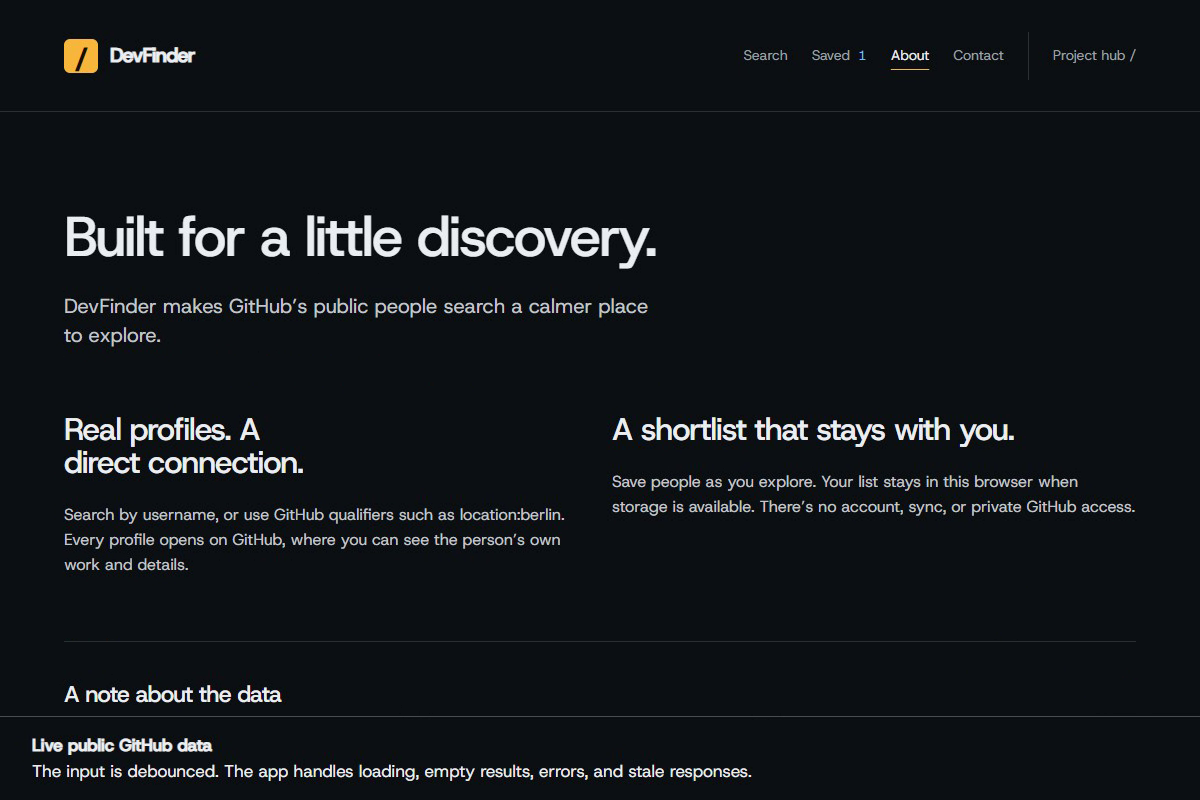 / DevFinder
Search Saved 1 About Contact Project hub /
Built for a little discovery.
DevFinder makes GitHub’s public people search a calmer place
to explore.
Real profiles. A
direct connection.
Search by username, or use GitHub qualifiers such as location:berlin.
Every profile opens on GitHub, where you can see the person’s own
work and details.
A shortlist that stays with you.
Save people as you explore. Your list stays in this browser when
storage is available. There’s no account, sync, or private GitHub access.
A note about the data
Live public GitHub data
The input is debounced. The app handles loading, empty results, errors, and stale responses.